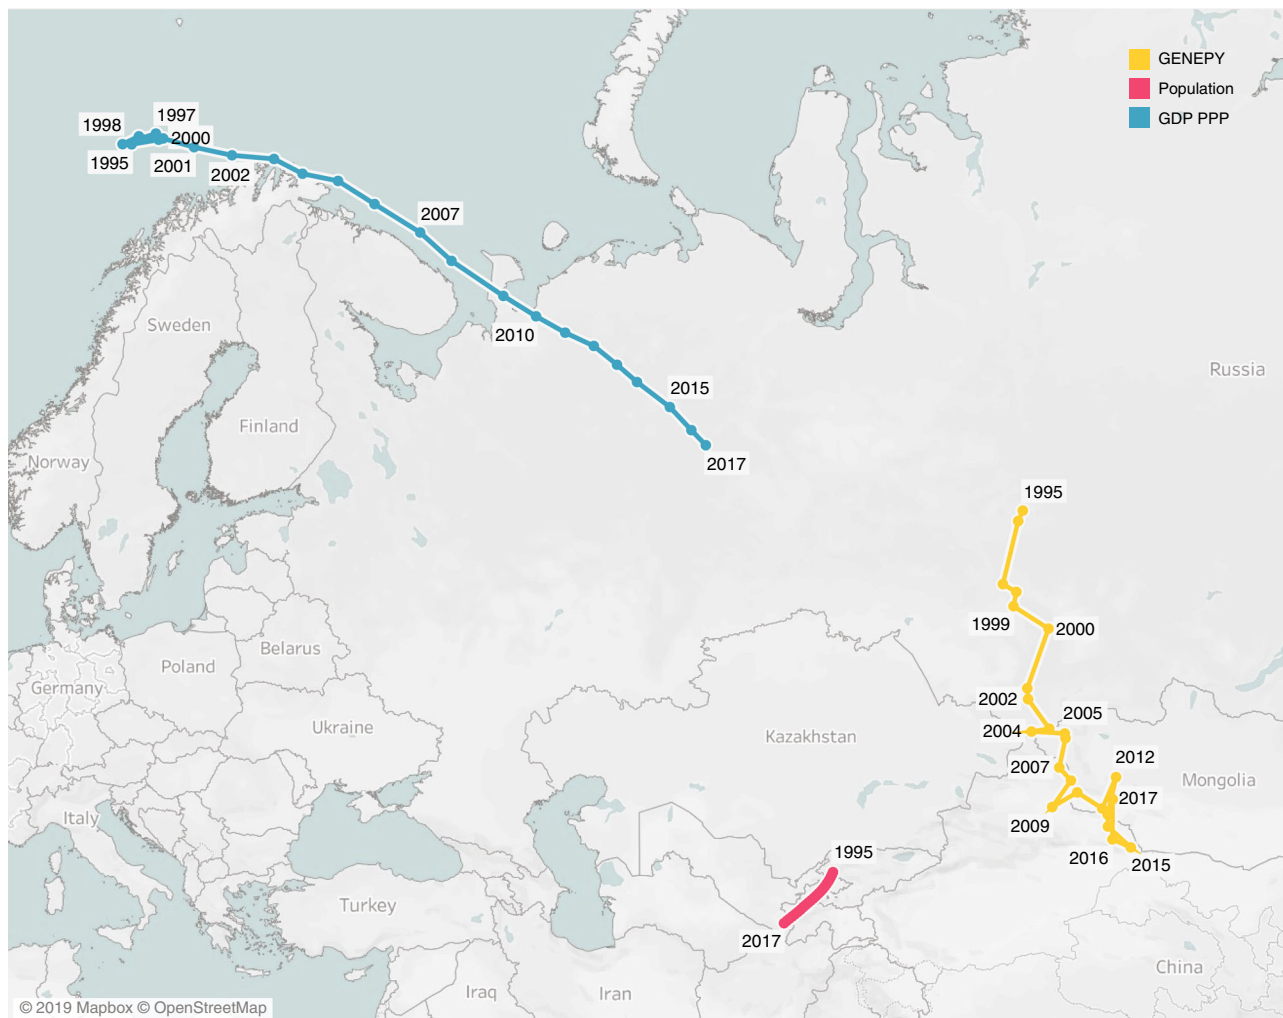 GENEPY
Population
GDP PPP
1998
1997
2000
1995
2001
2002
2007
2010
2015
2017
Sweden
Finland
Norway
Russia
1995
1999
2000
2002
2005
2004
2007
2012
2017
2009
2016
2015
Belarus
Poland
Germany
Ukraine
Kazakhstan
Mongolia
Italy
1995
2017
Turkey
China
Iraq
Iran
© 2019 Mapbox © OpenStreetMap